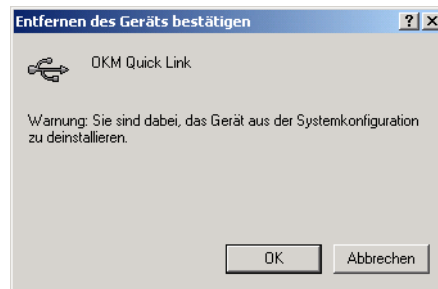 Entfernen des Geräts bestätigen
OKM Quick Link
Warnung: Sie sind dabei, das Gerät aus der Systemkonfiguration
zu deinstallieren.
OK Abbrechen